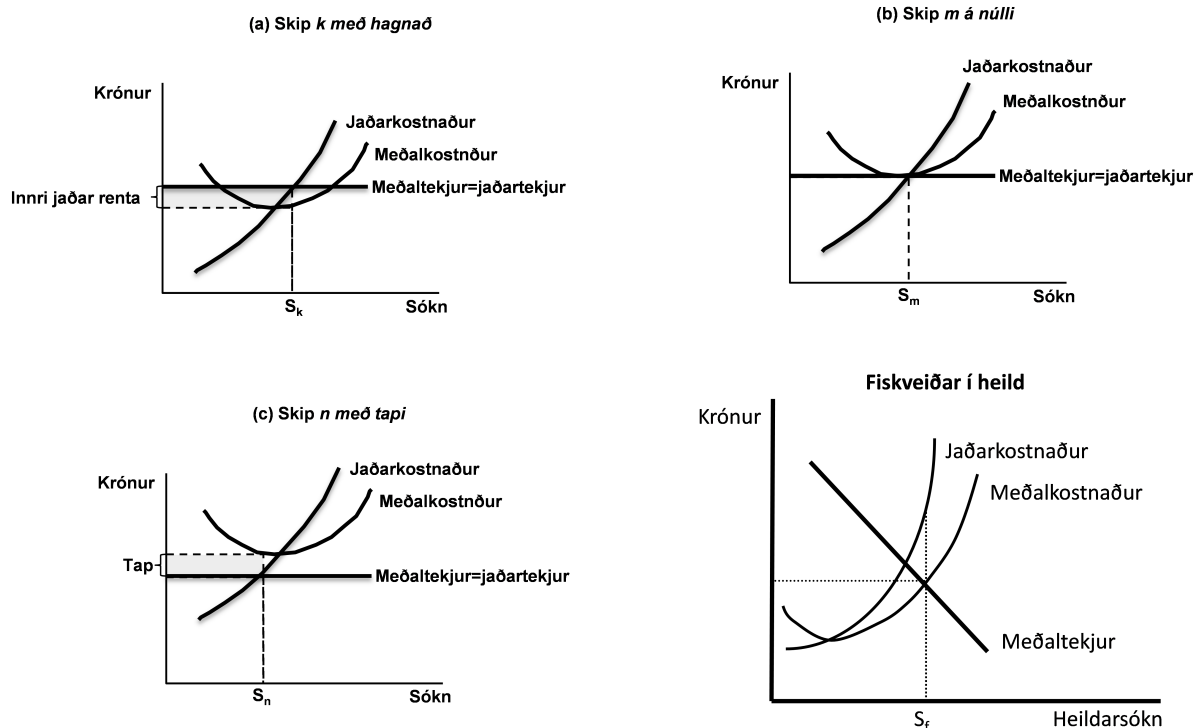 (a) Skip k með hagnað
Krónur
Jaðarkostnaður
Meðalkostnður
Meðaltekjur=jaðartekjur
Innri jaðar renta
Sk
Sókn
(b) Skip m á núlli
Krónur
Jaðarkostnaður
Meðalkostnður
Meðaltekjur=jaðartekjur
Sm
Sókn
(c) Skip n með tapi
Krónur
Jaðarkostnaður
Meðalkostnður
Tap
Meðaltekjur=jaðartekjur
Sn
Sókn
Fiskveiðar í heild
Krónur
Jaðarkostnaður
Meðalkostnaður
Meðaltekjur
Sf
Heildarsókn